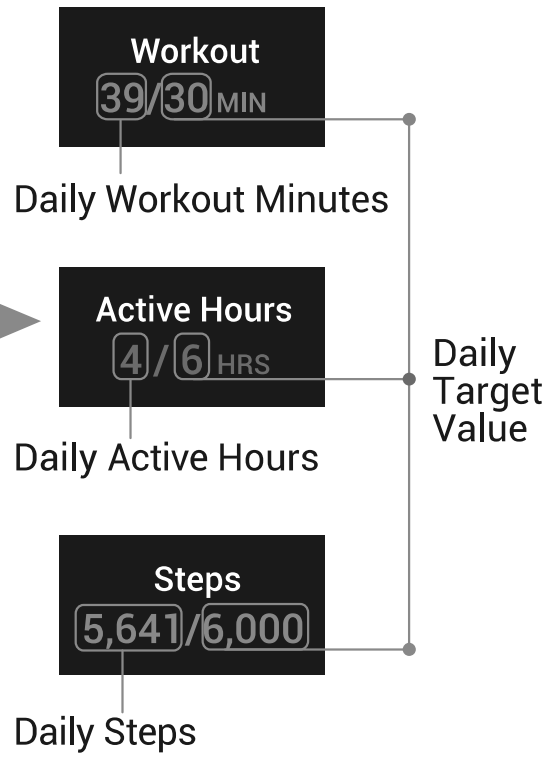 Workout
39/30 MIN
Daily Workout Minutes
Active Hours
4/6 HRS
Daily Active Hours
Daily
Target
Value
Steps
5,641/6,000
Daily Steps